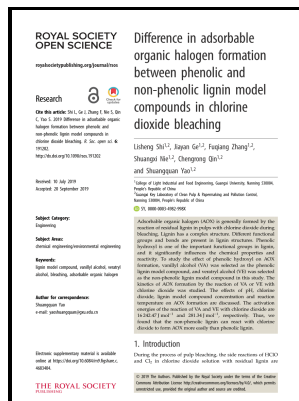 ROYAL SOCIETY
OPEN SCIENCE
royalsocietypublishing.org/journal/rsos
Research
Cite this article: Shi L, Ge J, Zhang F, Nie S, Qin
C, Yao S. 2019 Difference in adsorbable organic
halogen formation between phenolic and
non-phenolic lignin model compounds in
chlorine dioxide bleaching. R. Soc. open sci. 6:
191202.
http://dx.doi.org/10.1098/rsos.191202
Received: 10 July 2019
Accepted: 20 September 2019
Subject Category:
Engineering
Subject Areas:
chemical engineering/environmental engineering
Keywords:
lignin model compound, vanillyl alcohol, veratryl
alcohol, bleaching, adsorbable organic halogen
Author for correspondence:
Shuangquan Yao
e-mail: yaoshuangquan@gxu.edu.cn
Electronic supplementary material is available
online at https://doi.org/10.6084/m9.figshare.c.
4683404.
THE ROYAL SOCIETY
PUBLISHING
Difference in adsorbable
organic halogen formation
between phenolic and
non-phenolic lignin model
compounds in chlorine
dioxide bleaching
Lisheng Shi1,2, Jiayan Ge1,2, Fuqiang Zhang1,2,
Shuangxi Nie1,2, Chengrong Qin1,2
and Shuangquan Yao1,2
1College of Light Industry and Food Engineering, Guangxi University, Nanning 530004,
People's Republic of China
2Guangxi Key Laboratory of Clean Pulp & Papermaking and Pollution Control,
Nanning 530004, People's Republic of China
Adsorbable organic halogen (AOX) is generally formed by the
reaction of residual lignin in pulps with chlorine dioxide during
bleaching. Lignin has a complex structure. Different functional
groups and bonds are present in lignin structures. Phenolic
hydroxyl is one of the important functional groups in lignin,
and it significantly influences the chemical properties and
reactivity. To study the effect of phenolic hydroxyl on AOX
formation, vanillyl alcohol (VA) was selected as the phenolic
lignin model compound, and veratryl alcohol (VE) was selected
as the non-phenolic lignin model compound in this study. The
kinetics of AOX formation by the reaction of VA or VE with
chlorine dioxide was studied. The effects of pH, chlorine
dioxide, lignin model compound concentration and reaction
temperature on AOX formation are discussed. The activation
energies of the reaction of VA and VE with chlorine dioxide are
respectively. Thus, we
found that the non-phenolic lignin can react with chlorine
dioxide to form AOX more easily than phenolic lignin.
1. Introduction
During the process of pulp bleaching, the side reactions of HClO
and Cl2 in chlorine dioxide solution with residual lignin are
© 2019 The Authors. Published by the Royal Society under the terms of the Creative
Commons Attribution License http://creativecommons.org/licenses/by/4.0/, which permits
unrestricted use, provided the original author and source are credited.